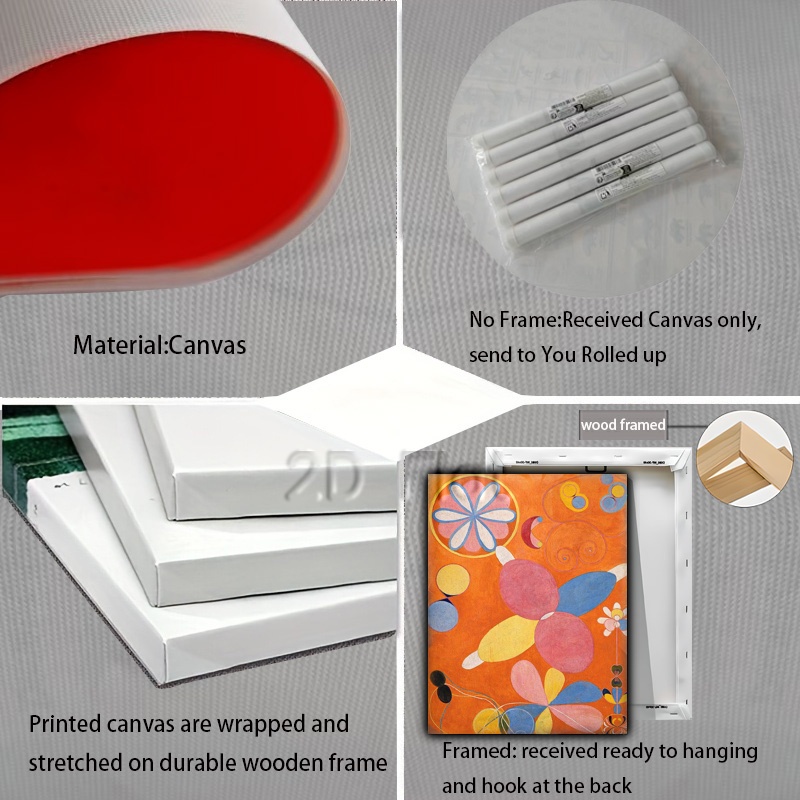 Material:Canvas
No Frame:Received Canvas only,
send to You Rolled up
wood framed
2D
Printed canvas are wrapped and
stretched on durable wooden frame
Framed: received ready to hanging
and hook at the back